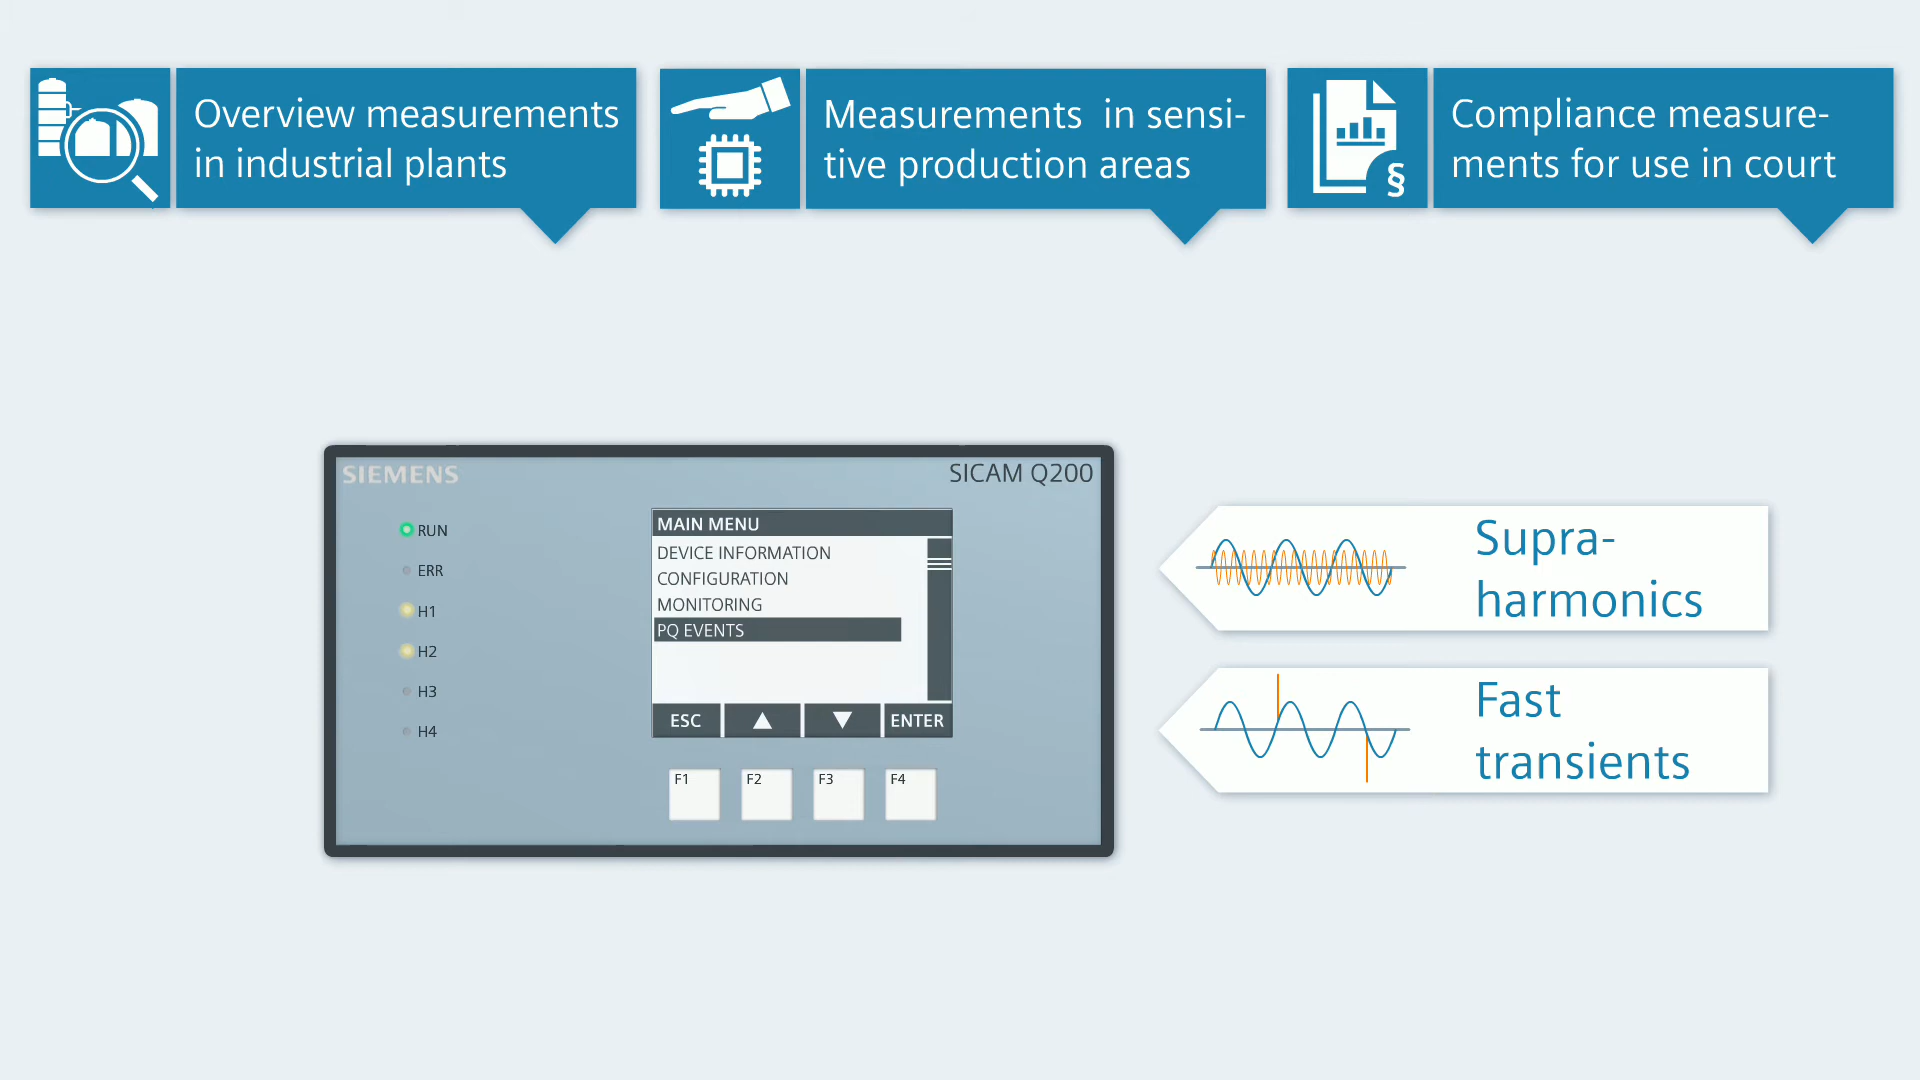 Overview measurements
in industrial plants
Measurements  in sensi-
tive production areas
§
Compliance measure-
ments for use in court
SIEMENS
SICAM Q200
RUN
ERR
H1
H2
H3
H4
MAIN MENU
DEVICE INFORMATION
CONFIGURATION
MONITORING
PQ EVENTS
ESC
▲
▼
ENTER
F1
F2
F3
F4
Supra-
harmonics
Fast
transients